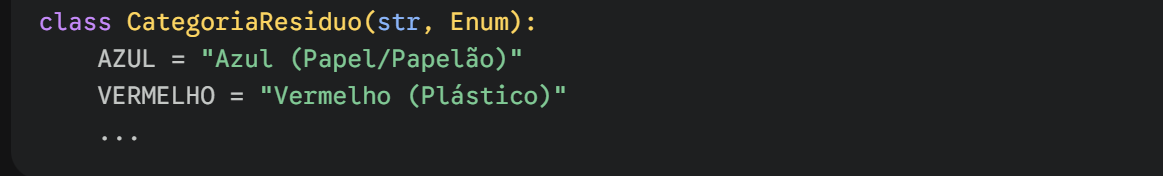 class CategoriaResiduo(str, Enum):
    AZUL = "Azul (Papel/Papelão)"
    VERMELHO = "Vermelho (Plástico)"
    ...